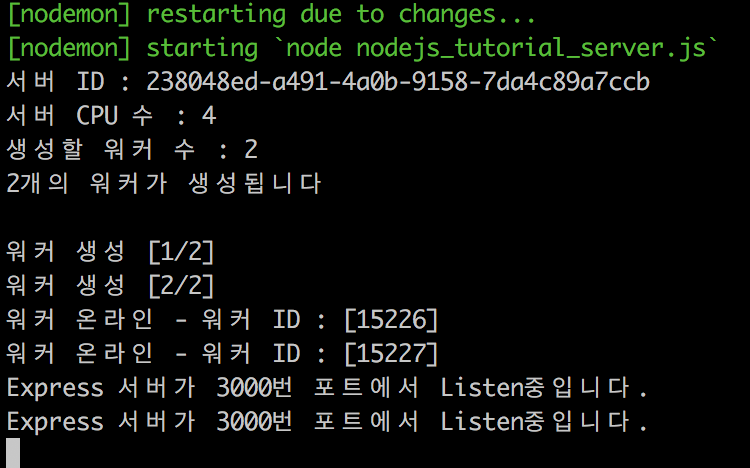 [nodemon] restarting due to changes...
[nodemon] starting `node nodejs_tutorial_server.js`
서버 ID : 238048ed-a491-4a0b-9158-7da4c89a7ccb
서버 CPU 수 : 4
생성할 워커 수 : 2
2개의 워커가 생성됩니다
워커 생성 [1/2]
워커 생성 [2/2]
워커 온라인 - 워커 ID : [15226]
워커 온라인 - 워커 ID : [15227]
Express 서버가 3000번 포트에서 Listen중입니다.
Express 서버가 3000번 포트에서 Listen중입니다.